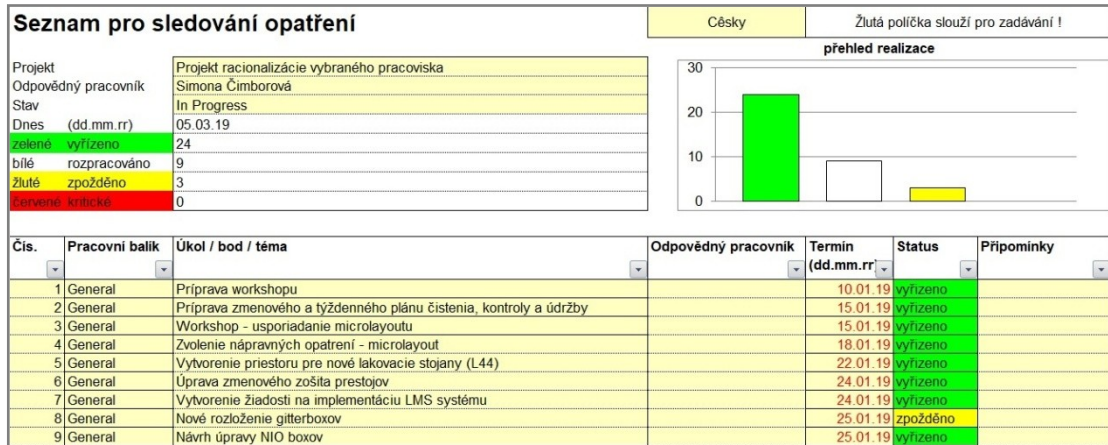 Seznam pro sledování opatření
Cêsky
Žlutá políčka slouží pro zadávání !
Projekt Projekt racionalizácie vybraného pracoviska
Odpovědný pracovník Simona Čimborová
Stav In Progress
Dnes (dd.mm.rr) 05.03.19
zelené vyřízeno 24
bílé rozpracováno 9
žluté zpožděno 3
červené kritické 0
přehled realizace
30
20
10
0
Čís. Pracovní balík Úkol / bod / téma Odpovědný pracovník Termín (dd.mm.rr) Status Připomínky
1 General Príprava workshopu 10.01.19 vyřízeno
2 General Príprava zmenového a týždenného plánu čistenia, kontroly a údržby 15.01.19 vyřízeno
3 General Workshop - usporiadanie microlayoutu 15.01.19 vyřízeno
4 General Zvolenie nápravných opatrení - microlayout 18.01.19 vyřízeno
5 General Vytvorenie priestoru pre nové lakovacie stojany (L44) 22.01.19 vyřízeno
6 General Úprava zmenového zošita prestojov 24.01.19 vyřízeno
7 General Vytvorenie žiadosti na implementáciu LMS systému 24.01.19 vyřízeno
8 General Nové rozloženie gitterboxov 25.01.19 zpožděno
9 General Návrh úpravy NIO boxov 25.01.19 vyřízeno